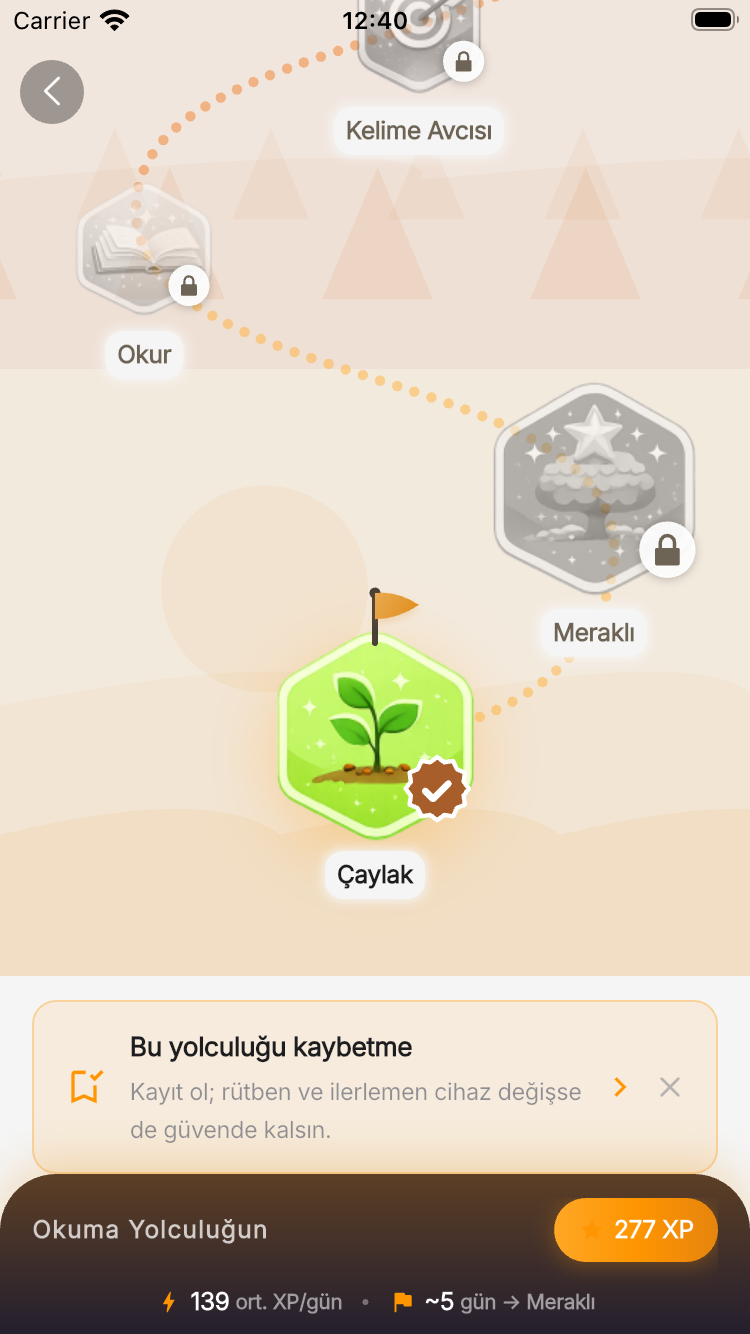 Carrier 12:40
Kelime Avcısı
Okur
Meraklı
Çaylak
Bu yolculuğu kaybetme
Kayıt ol; rütben ve ilerlemen cihaz değişse
de güvende kalsın.
Okuma Yolculuğun 277 XP
139 ort. XP/gün • ~5 gün → Meraklı